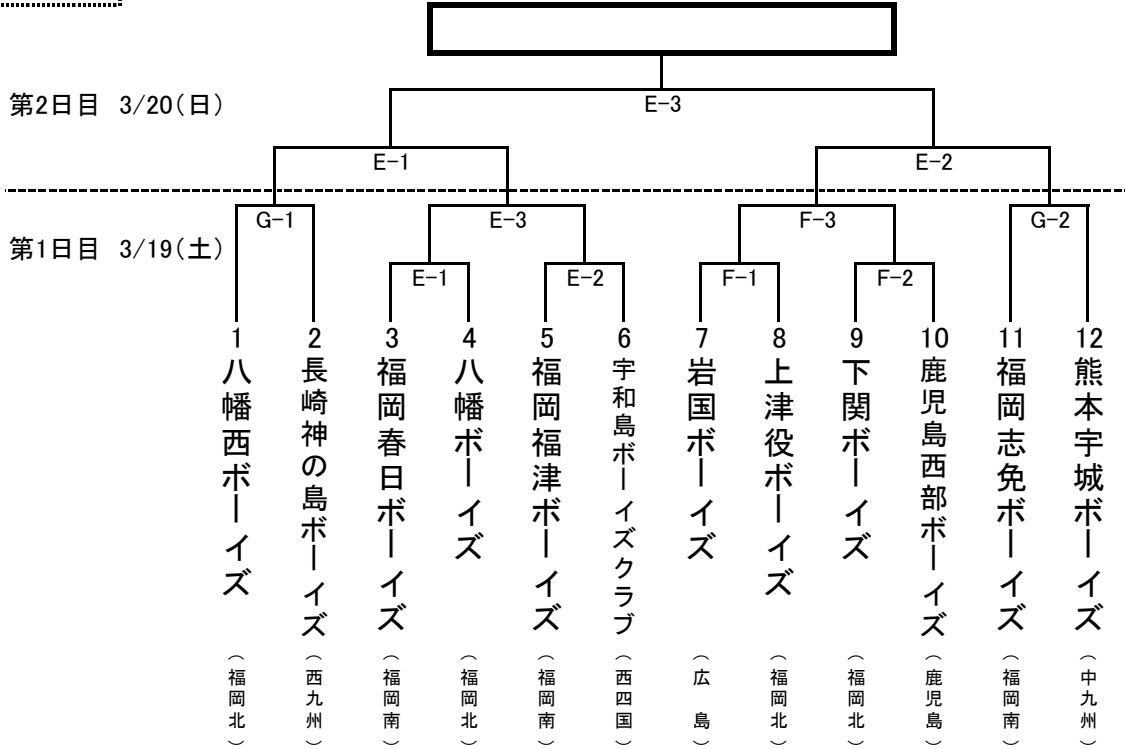 第2日目 3/20(日)
E-3
E-1
E-2
G-1
E-3
F-3
G-2
第1日目 3/19(土)
E-1
E-2
F-1
F-2
1
八幡西ボーイズ
(福岡北)
2
長崎神の島ボーイズ
(西九州)
3
福岡春日ボーイズ
(福岡南)
4
八幡ボーイズ
(福岡北)
5
福岡福津ボーイズ
(福岡南)
6
宇和島ボーイズクラブ
(西四国)
7
岩国ボーイズ
(広 島)
8
上津役ボーイズ
(福岡北)
9
下関ボーイズ
(福岡北)
10
鹿児島西部ボーイズ
(鹿児島)
11
福岡志免ボーイズ
(福岡南)
12
熊本宇城ボーイズ
(中九州)